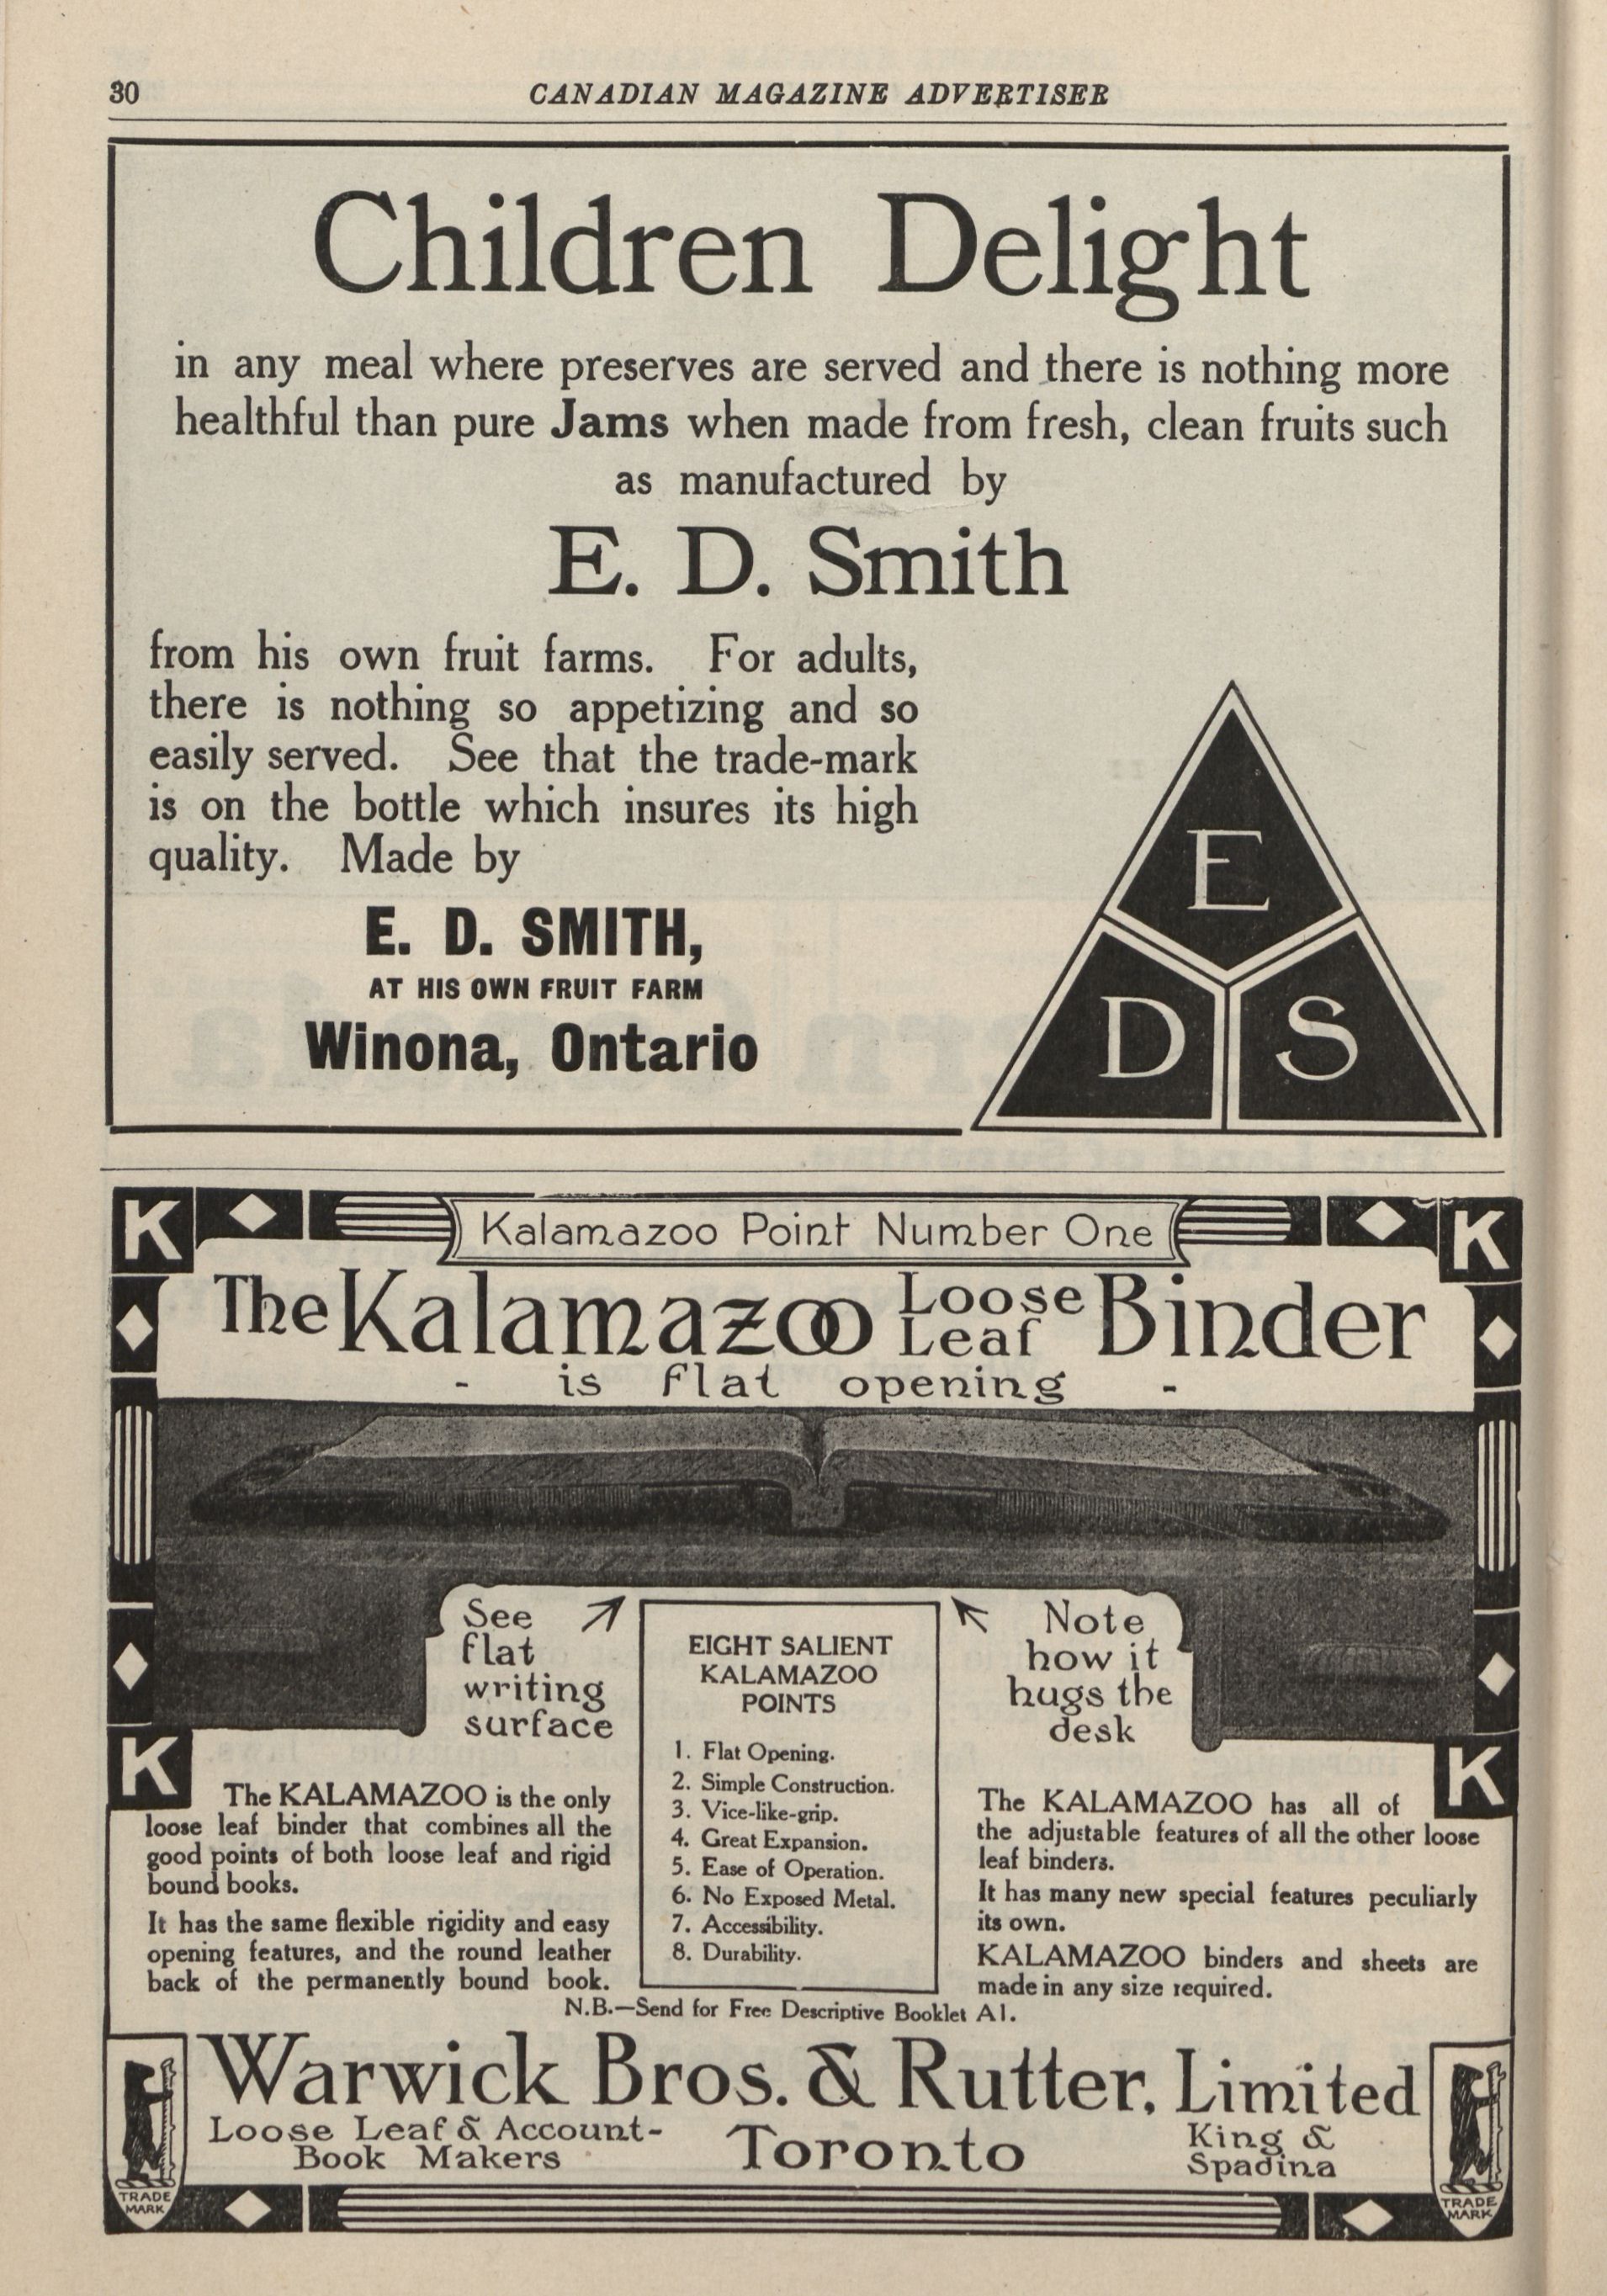 30
CANADIAN MAGAZINE ADVERTISER
Children Delight
in any meal where preserves are served and there is nothing more
healthful than pure Jams when made from fresh, clean fruits such
as manufactured by
E. D. Smith
from his own fruit farms. For adults,
there is nothing so appetizing and so
easily served. See that the trade-mark
is on the bottle which insures its high
quality. Made by
E. D. SMITH,
AT HIS OWN FRUIT FARM
Winona, Ontario
E
D S
K
Kalamazoo Point Number One
K
The Kalamazoo Loose Leaf Binder
- is flat opening -
See
flat
writing
surface
Note
how it
hugs the
desk
K
The KALAMAZOO is the only
loose leaf binder that combines all the
good points of both loose leaf and rigid
bound books.
It has the same flexible rigidity and easy
opening features, and the round leather
back of the permanently bound book.
EIGHT SALIENT
KALAMAZOO
POINTS
1. Flat Opening.
2. Simple Construction.
3. Vice-like-grip.
4. Great Expansion.
5. Ease of Operation.
6. No Exposed Metal.
7. Accessibility.
8. Durability.
K
The KALAMAZOO has all of
the adjustable features of all the other loose
leaf binders.
It has many new special features peculiarly
its own.
KALAMAZOO binders and sheets are
made in any size required.
N.B.—Send for Free Descriptive Booklet A1.
Warwick Bros. & Rutter, Limited
Loose Leaf & Account-
Book Makers
Toronto
King &
Spadina
TRADE
MARK
TRADE
MARK